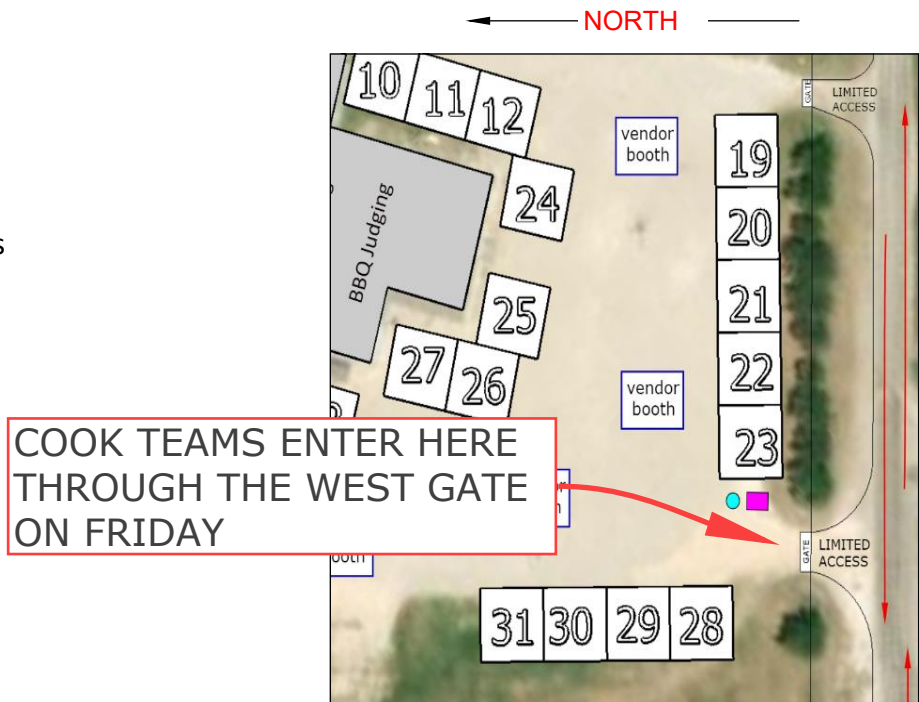 NORTH
10
11
12
GATE
LIMITED
ACCESS
vendor
booth
19
24
20
BBQ Judging
s
21
25
27
26
22
vendor
booth
23
COOK TEAMS ENTER HERE
THROUGH THE WEST GATE
ON FRIDAY
GATE
LIMITED
ACCESS
booth
31
30
29
28